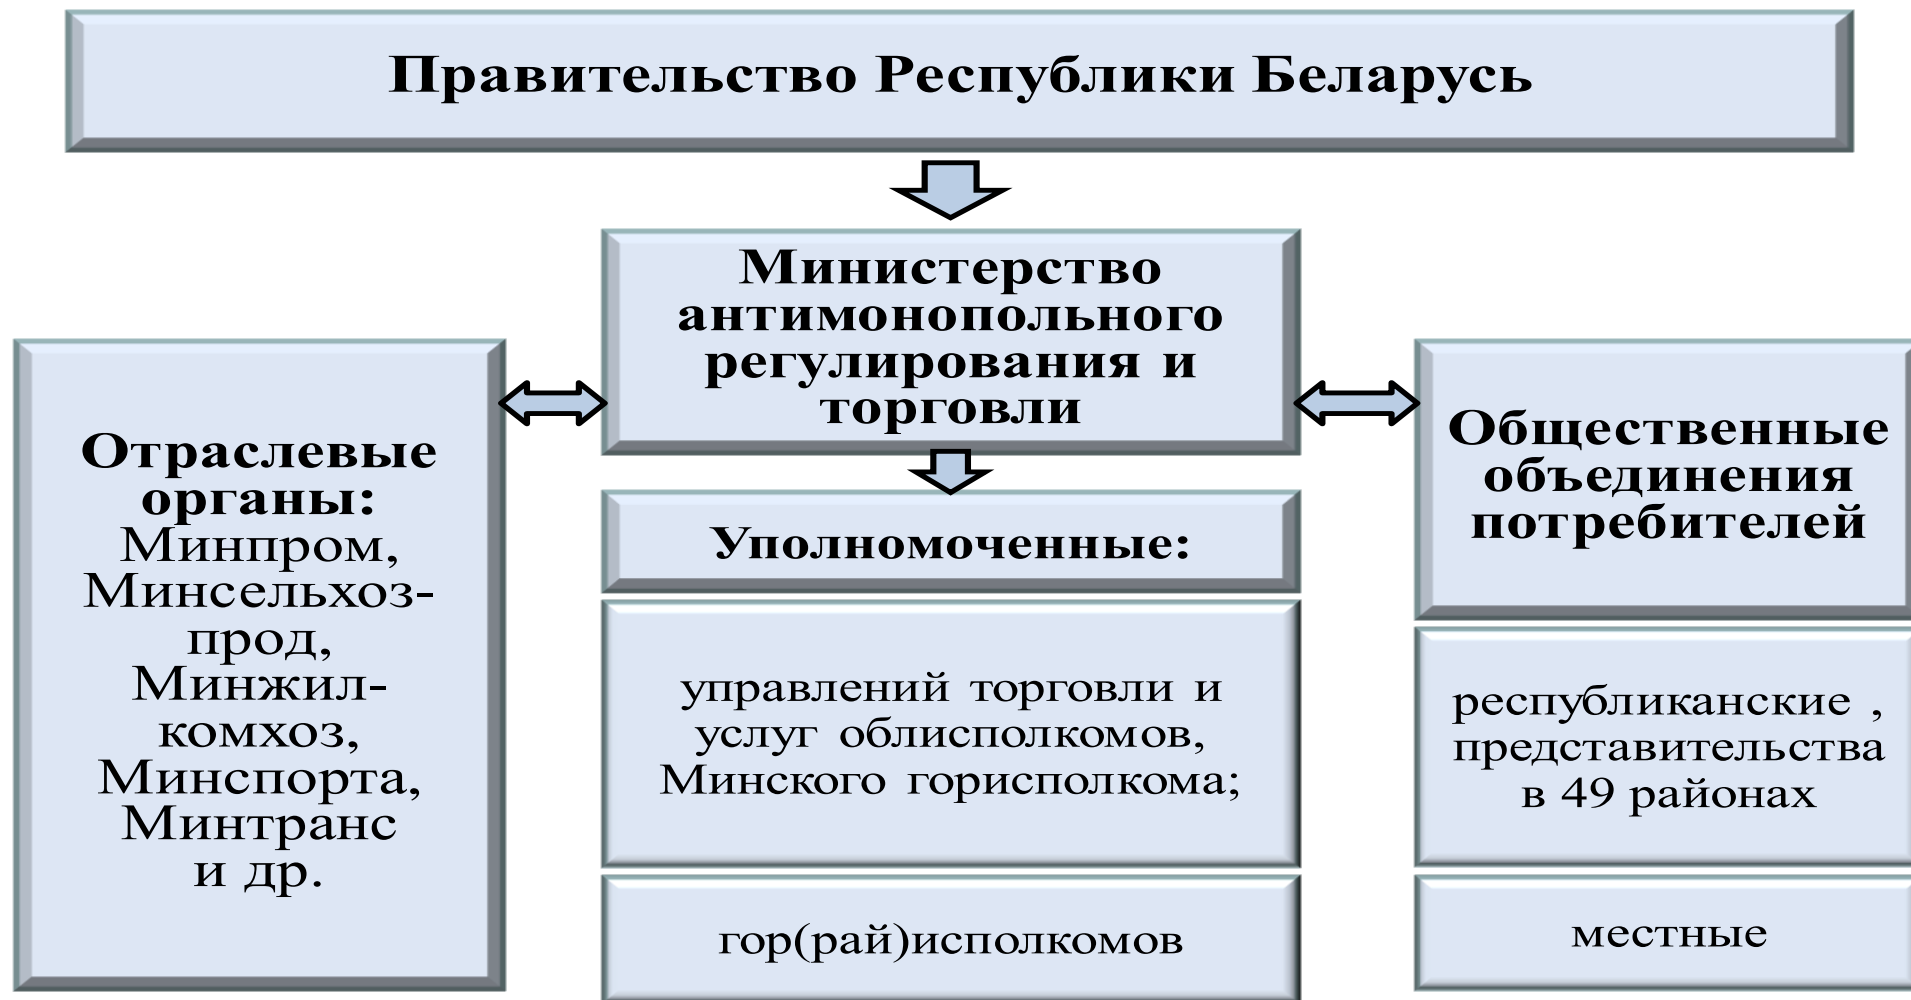 Правительство Республики Беларусь
Министерство
антимонопольного
регулирования и
торговли
Отраслевые
органы:
Минпром,
Минсельхоз-
прод,
Минжил-
комхоз,
Минспорта,
Минтранс
и др.
Уполномоченные:
управлений торговли и
услуг облисполкомов,
Минского горисполкома;
гор(рай)исполкомов
Общественные
объединения
потребителей
республиканские ,
представительства
в 49 районах
местные